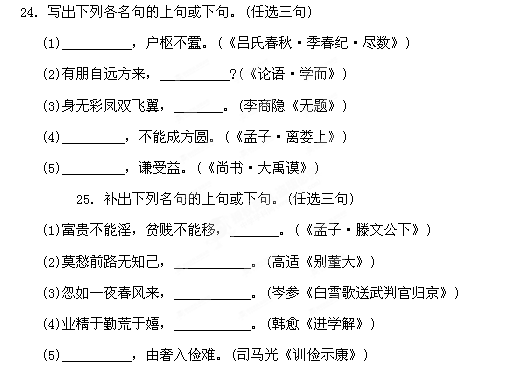 24. 写出下列各名句的上句或下句。(任选三句)
(1)__________，户枢不蠹。(《吕氏春秋·季春纪·尽数》)
(2)有朋自远方来，__________?(《论语·学而》)
(3)身无彩凤双飞翼，_______。(李商隐《无题》)
(4)_________，不能成方圆。(《孟子·离娄上》)
(5)_________，谦受益。(《尚书·大禹谟》)
25. 补出下列名句的上句或下句。(任选三句)
(1)富贵不能淫，贫贱不能移，_______。(《孟子·滕文公下》)
(2)莫愁前路无知己，___________。(高适《别董大》)
(3)忽如一夜春风来，___________。(岑参《白雪歌送武判官归京》)
(4)业精于勤荒于嬉，___________。(韩愈《进学解》)
(5)__________，由奢入俭难。(司马光《训俭示康》)